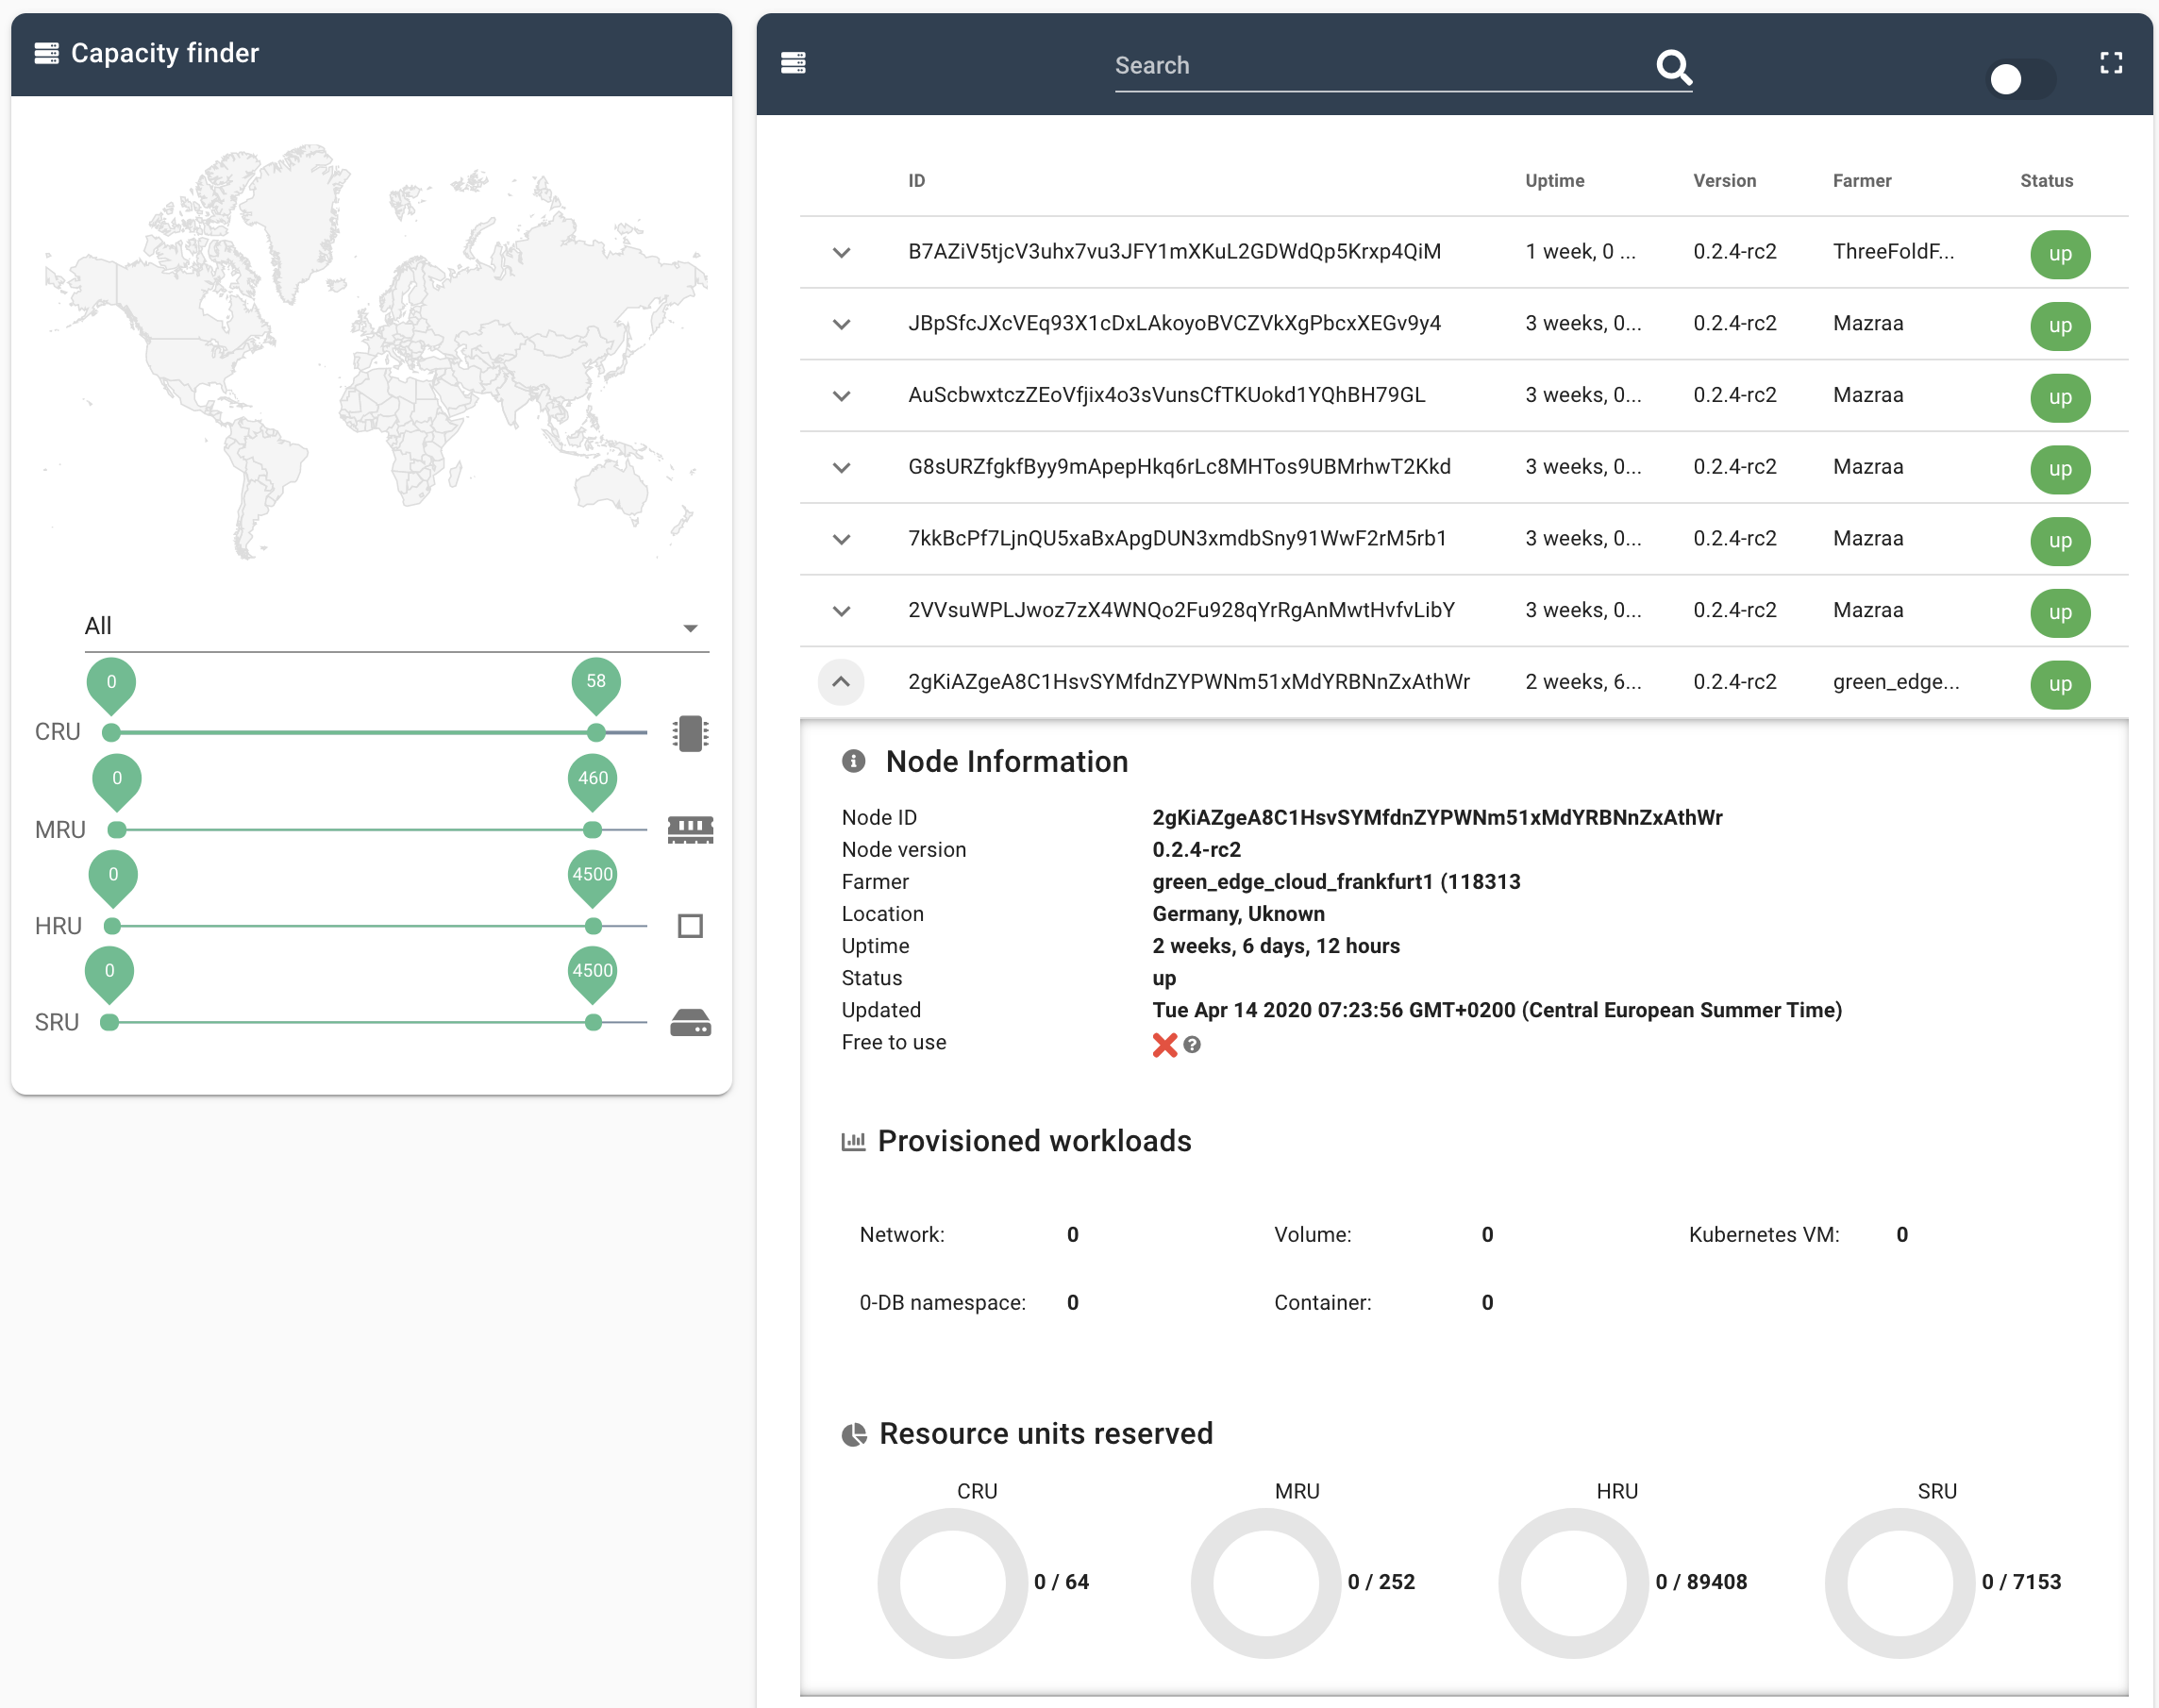 Capacity finder
All
0 58
CRU
0 460
MRU
0 4500
HRU
0 4500
SRU
Search
ID Uptime Version Farmer Status
B7AZiV5tjcV3uhx7vu3JFY1mXKuL2GDWdQp5Krxp4QiM 1 week, 0 ... 0.2.4-rc2 ThreeFoldF... up
JBpSfcJXcVEq93X1cDxLAkoyoBVCZVkXgPbcxXEGv9y4 3 weeks, 0... 0.2.4-rc2 Mazraa up
AuScbwxtczZEoVfjix4o3sVunsCfTKUokd1YQhBH79GL 3 weeks, 0... 0.2.4-rc2 Mazraa up
G8sURZfgkfByy9mApepHkq6rLc8MHTos9UBMrhwT2Kkd 3 weeks, 0... 0.2.4-rc2 Mazraa up
7kkBcPf7LjnQU5xaBxApgDUN3xmdbSny91WwF2rM5rb1 3 weeks, 0... 0.2.4-rc2 Mazraa up
2VVsuWPLJwoz7zX4WNQo2Fu928qYrRgAnMwtHvfvLibY 3 weeks, 0... 0.2.4-rc2 Mazraa up
2gKiAZgeA8C1HsvSYMfdnZYPWNm51xMdYRBNnZxAthWr 2 weeks, 6... 0.2.4-rc2 green_edge... up
Node Information
Node ID 2gKiAZgeA8C1HsvSYMfdnZYPWNm51xMdYRBNnZxAthWr
Node version 0.2.4-rc2
Farmer green_edge_cloud_frankfurt1 (118313
Location Germany, Uknown
Uptime 2 weeks, 6 days, 12 hours
Status up
Updated Tue Apr 14 2020 07:23:56 GMT+0200 (Central European Summer Time)
Free to use
Provisioned workloads
Network: 0 Volume: 0 Kubernetes VM: 0
0-DB namespace: 0 Container: 0
Resource units reserved
CRU MRU HRU SRU
0 / 64 0 / 252 0 / 89408 0 / 7153